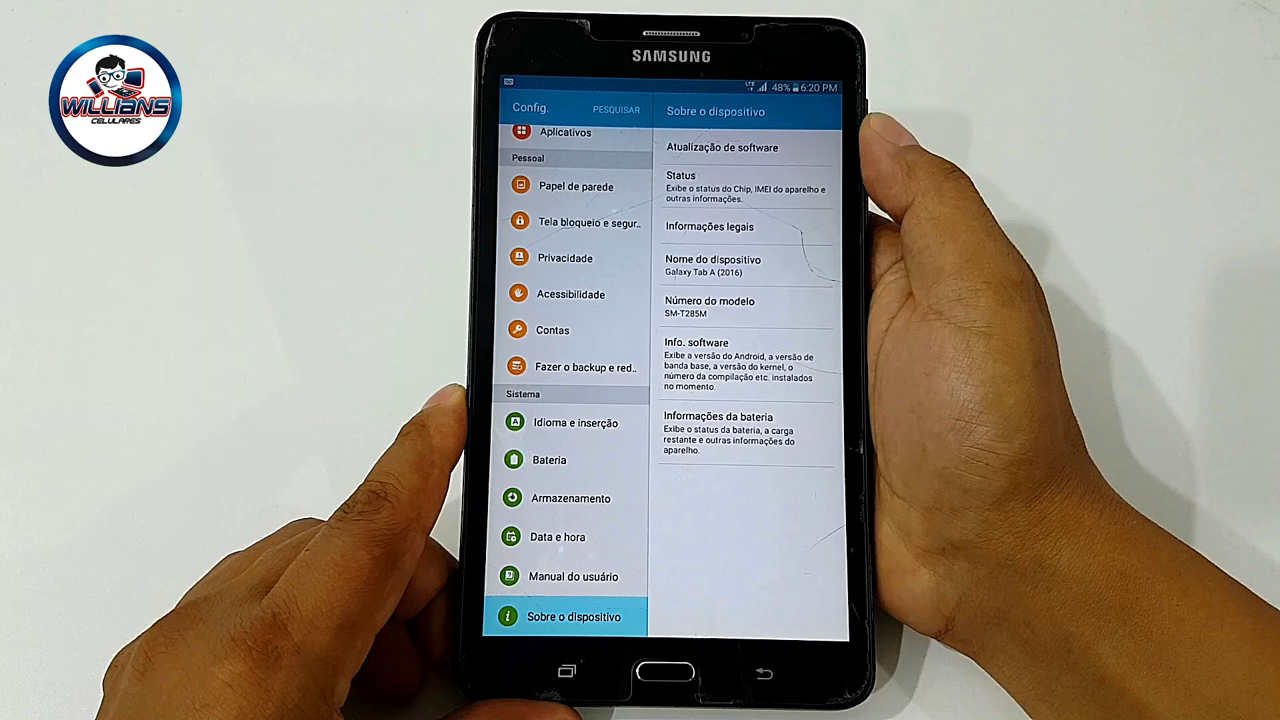 WILLIANS
CELULARES
SAMSUNG
LTE 48% 6:20 PM
Config. PESQUISAR
Aplicativos
Pessoal
Papel de parede
Tela bloqueio e segur..
Privacidade
Acessibilidade
Contas
Fazer o backup e red..
Sistema
Idioma e inserção
Bateria
Armazenamento
Data e hora
Manual do usuário
Sobre o dispositivo
Sobre o dispositivo
Atualização de software
Status
Exibe o status do Chip, IMEI do aparelho e
outras informações.
Informações legais
Nome do dispositivo
Galaxy Tab A (2016)
Número do modelo
SM-T285M
Info. software
Exibe a versão do Android, a versão de
banda base, a versão do kernel, o
número da compilação etc. instalados
no momento.
Informações da bateria
Exibe o status da bateria, a carga
restante e outras informações do
aparelho.